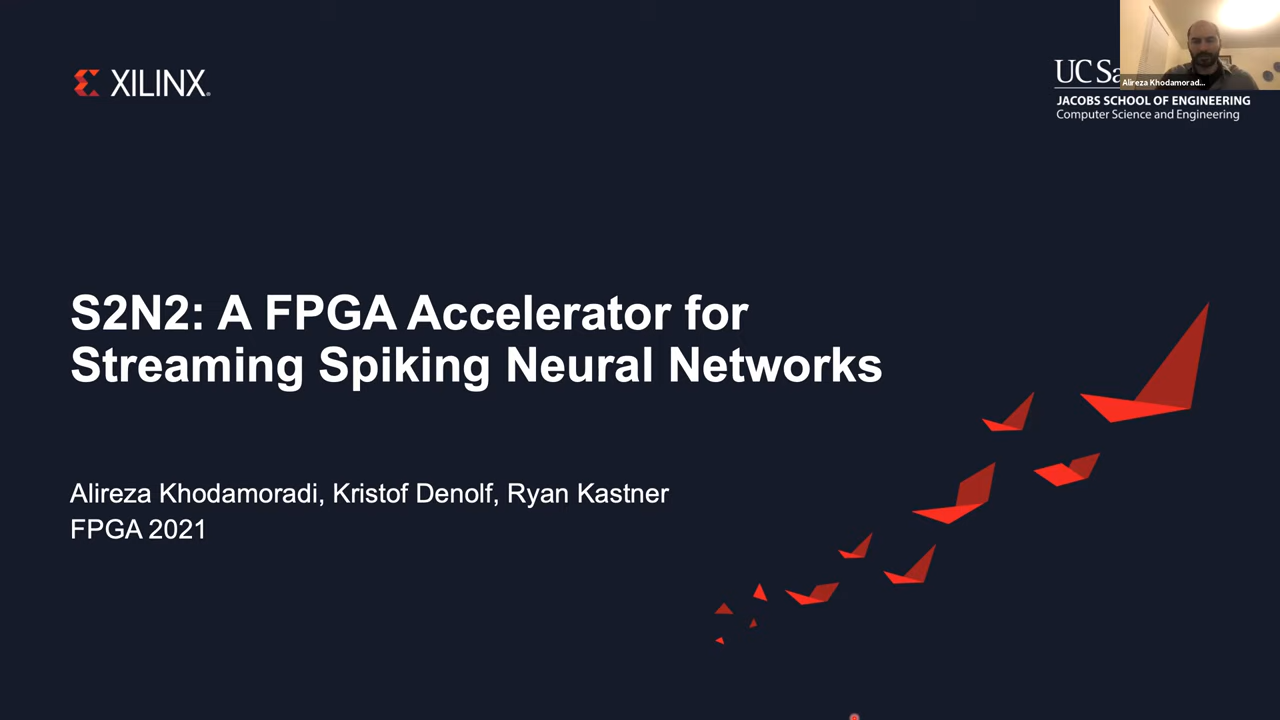 XILINX
UC Sa
Alireza Khodamorad...
JACOBS SCHOOL OF ENGINEERING
Computer Science and Engineering
S2N2: A FPGA Accelerator for
Streaming Spiking Neural Networks
Alireza Khodamoradi, Kristof Denolf, Ryan Kastner
FPGA 2021